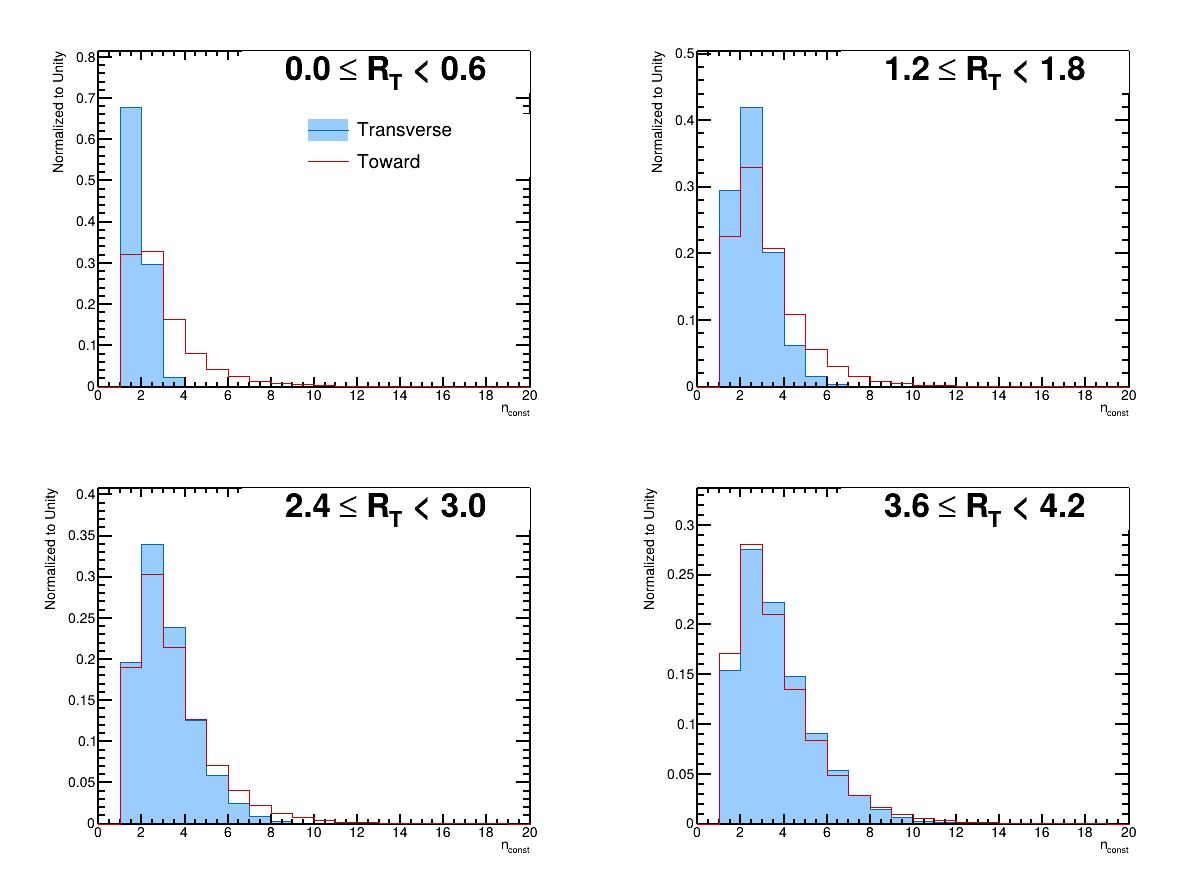 0.0 ≤ R_T < 0.6
Normalized to Unity
0.8
0.7
0.6
0.5
0.4
0.3
0.2
0.1
0
Transverse
Toward
0 2 4 6 8 10 12 14 16 18 20
n_const
1.2 ≤ R_T < 1.8
Normalized to Unity
0.5
0.4
0.3
0.2
0.1
0
0 2 4 6 8 10 12 14 16 18 20
n_const
2.4 ≤ R_T < 3.0
Normalized to Unity
0.4
0.35
0.3
0.25
0.2
0.15
0.1
0.05
0
0 2 4 6 8 10 12 14 16 18 20
n_const
3.6 ≤ R_T < 4.2
Normalized to Unity
0.3
0.25
0.2
0.15
0.1
0.05
0
0 2 4 6 8 10 12 14 16 18 20
n_const